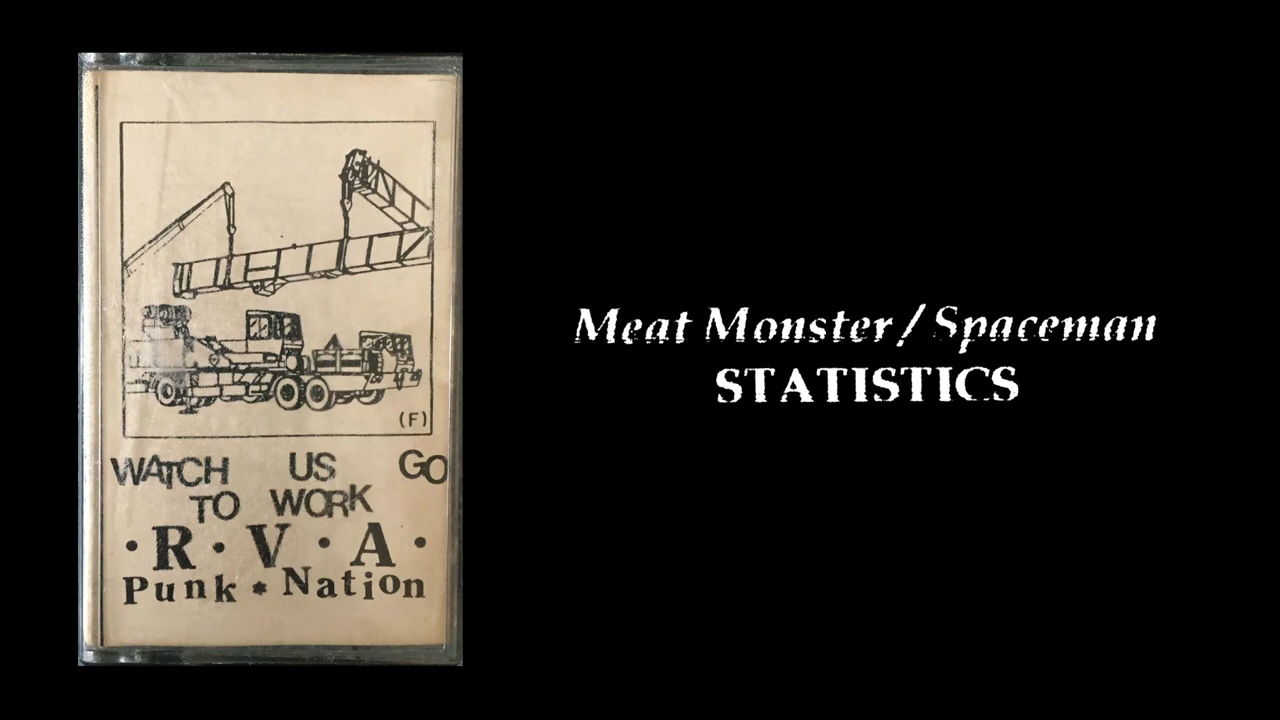 (F)
WATCH US GO
TO WORK
· R · V · A ·
Punk * Nation
Meat Monster / Spaceman
STATISTICS